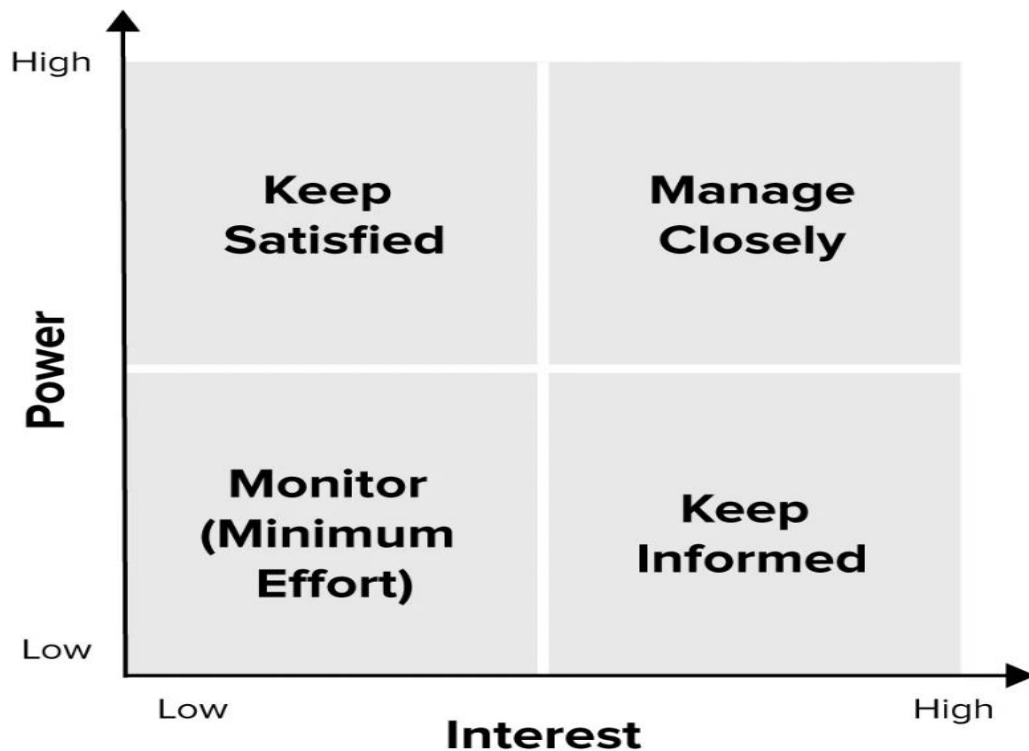 High
Keep
Satisfied
Manage
Closely
Power
Monitor
(Minimum
Effort)
Keep
Informed
Low
Low
Interest
High